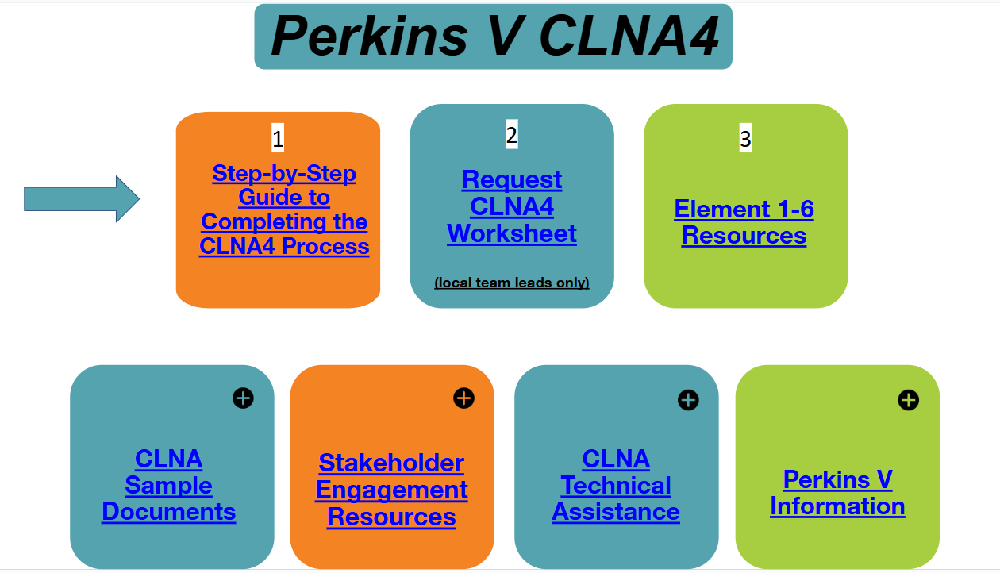 Perkins V CLNA4
1
Step-by-Step
Guide to
Completing the
CLNA4 Process
2
Request
CLNA4
Worksheet
(local team leads only)
3
Element 1-6
Resources
CLNA
Sample
Documents
Stakeholder
Engagement
Resources
CLNA
Technical
Assistance
Perkins V
Information